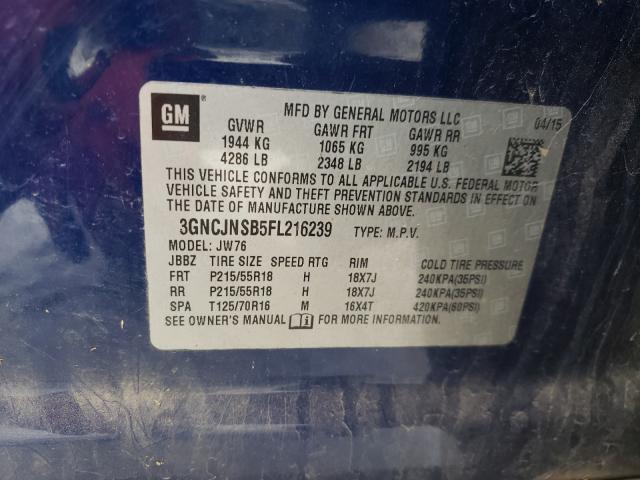 GM
MFD BY GENERAL MOTORS LLC
04/15
GVWR GAWR FRT GAWR RR
1944 KG 1065 KG 995 KG
4286 LB 2348 LB 2194 LB
THIS VEHICLE CONFORMS TO ALL APPLICABLE U.S. FEDERAL MOTOR
VEHICLE SAFETY AND THEFT PREVENTION STANDARDS IN EFFECT ON
THE DATE OF MANUFACTURE SHOWN ABOVE.
3GNCJNSB5FL216239 TYPE: M.P.V.
MODEL: JW76
JBBZ TIRE SIZE SPEED RTG RIM COLD TIRE PRESSURE
FRT P215/55R18 H 18X7J 240KPA(35PSI)
RR P215/55R18 H 18X7J 240KPA(35PSI)
SPA T125/70R16 M 16X4T 420KPA(60PSI)
SEE OWNER'S MANUAL FOR MORE INFORMATION.